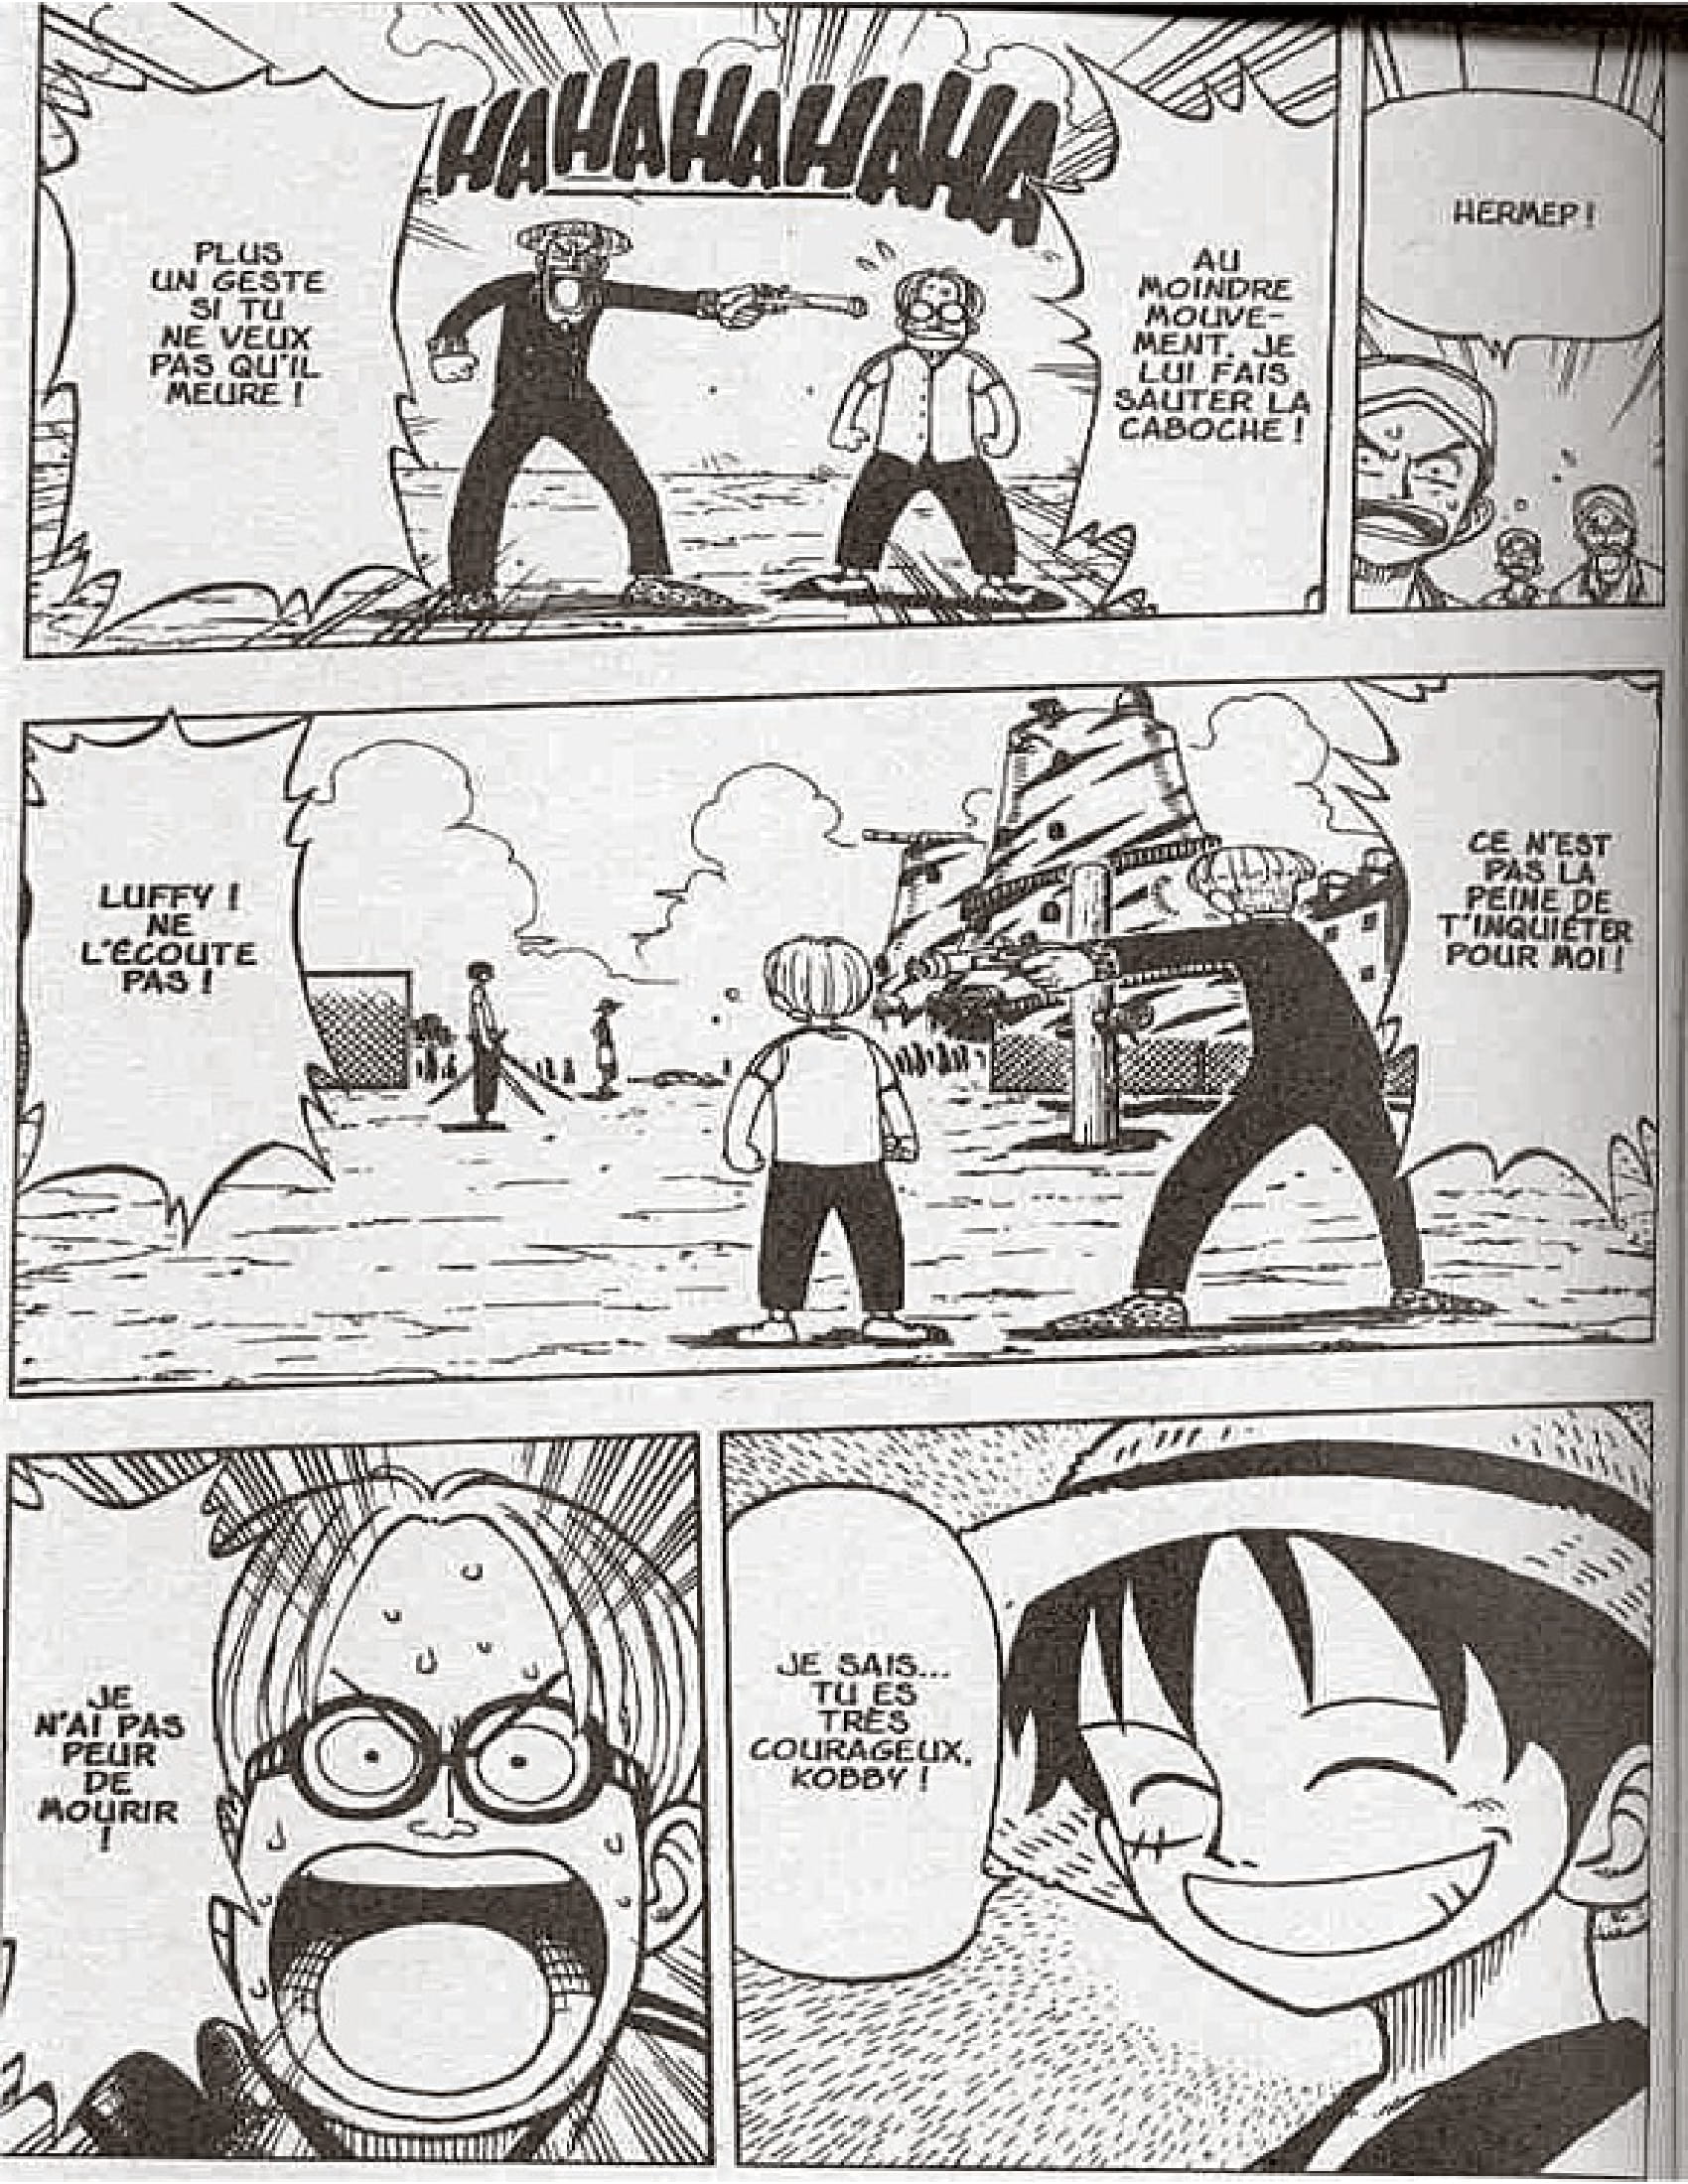 HERMEP !
HAHAHAHAHAHA
AU
MOINDRE
MOUVE-
MENT, JE
LUI FAIS
SAUTER LA
CABOCHE !
PLUS
UN GESTE
SI TU
NE VEUX
PAS QU'IL
MEURE !
CE N'EST
PAS LA
PEINE DE
T'INQUIÉTER
POUR MOI !
LUFFY !
NE
L'ÉCOUTE
PAS !
JE SAIS...
TU ES
TRÈS
COURAGEUX,
KOBBY !
JE
N'AI PAS
PEUR
DE
MOURIR
!